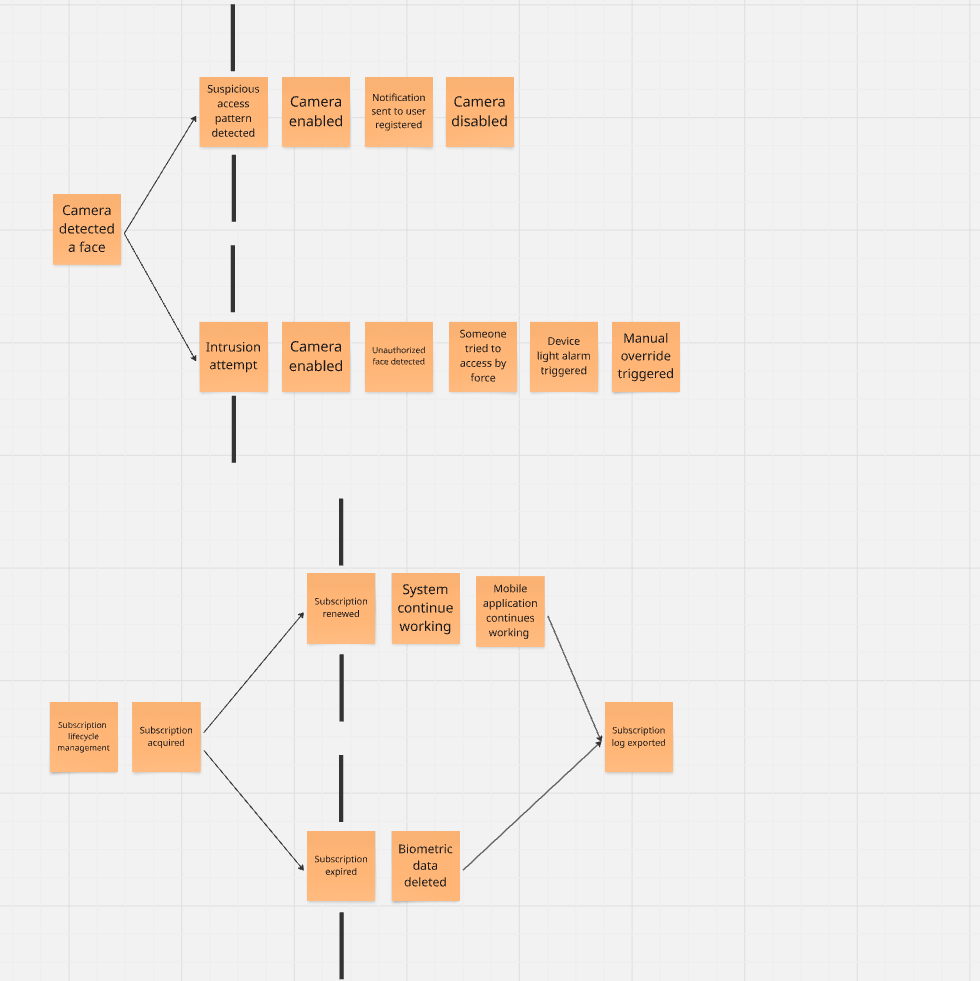 Suspicious
access
pattern
detected
Camera
enabled
Notification
sent to user
registered
Camera
disabled
Camera
detected
a face
Intrusion
attempt
Camera
enabled
Unauthorized
face detected
Someone
tried to
access by
force
Device
light alarm
triggered
Manual
override
triggered
Subscription
renewed
System
continue
working
Mobile
application
continues
working
Subscription
lifecycle
management
Subscription
acquired
Subscription
log exported
Subscription
expired
Biometric
data
deleted